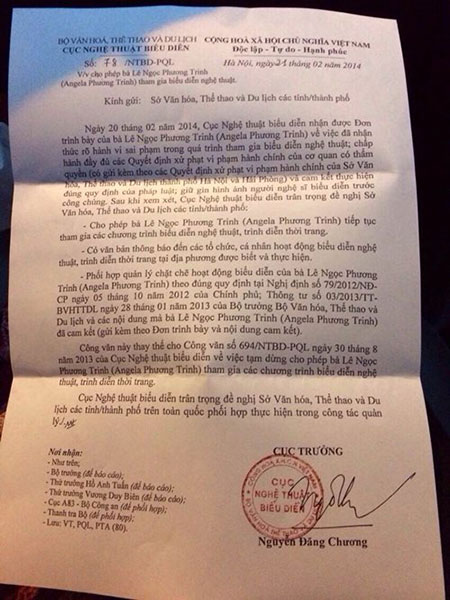 BỘ VĂN HÓA, THỂ THAO VÀ DU LỊCH
CỤC NGHỆ THUẬT BIỂU DIỄN
CỘNG HOÀ XÃ HỘI CHỦ NGHĨA VIỆT NAM
Độc lập - Tự do - Hạnh phúc
Số: 78 /NTBD-PQL
V/v cho phép bà Lê Ngọc Phương Trinh
(Angela Phương Trinh) tham gia biểu diễn nghệ thuật.
Hà Nội, ngày 21 tháng 02 năm 2014
Kính gửi: Sở Văn hóa, Thể thao và Du lịch các tỉnh/thành phố
Ngày 20 tháng 02 năm 2014, Cục Nghệ thuật biểu diễn nhận được Đơn
trình bày của bà Lê Ngọc Phương Trinh (Angela Phương Trinh) về việc đã nhận
thức rõ hành vi sai phạm trong quá trình tham gia biểu diễn nghệ thuật; chấp
hành đầy đủ các Quyết định xử phạt vi phạm hành chính của cơ quan có thẩm
quyền (có gửi kèm theo các Quyết định xử phạt vi phạm hành chính của Sở Văn
hóa, Thể thao và Du lịch thành phố Hà Nội và Hải Phòng) và cam kết thực hiện
đúng quy định của pháp luật; giữ gìn hình ảnh người nghệ sĩ biểu diễn trước
công chúng. Sau khi xem xét, Cục Nghệ thuật biểu diễn trân trọng đề nghị Sở
Văn hóa, Thể thao và Du lịch các tỉnh/thành phố:
- Cho phép bà Lê Ngọc Phương Trinh (Angela Phương Trinh) tiếp tục
tham gia các chương trình biểu diễn nghệ thuật, trình diễn thời trang.
- Có văn bản thông báo đến các tổ chức, cá nhân hoạt động biểu diễn nghệ
thuật, trình diễn thời trang tại địa phương được biết và thực hiện.
- Phối hợp quản lý chặt chẽ hoạt động biểu diễn của bà Lê Ngọc Phương
Trinh (Angela Phương Trinh) theo đúng quy định tại Nghị định số 79/2012/NĐ-
CP ngày 05 tháng 10 năm 2012 của Chính phủ; Thông tư số 03/2013/TT-
BVHTTDL ngày 28 tháng 01 năm 2013 của Bộ trưởng Bộ Văn hóa, Thể thao và
Du lịch và các nội dung mà bà Lê Ngọc Phương Trinh (Angela Phương Trinh) đã
cam kết (gửi kèm theo Đơn trình bày và nội dung cam kết).
Công văn này thay thế cho Công văn số 694/NTBD-PQL ngày 30 tháng 8
năm 2013 của Cục Nghệ thuật biểu diễn về việc tạm dừng cho phép bà Lê Ngọc
Phương Trinh (Angela Phương Trinh) tham gia các chương trình biểu diễn nghệ
thuật, trình diễn thời trang.
Cục Nghệ thuật biểu diễn trân trọng đề nghị Sở Văn hóa, Thể thao và Du
lịch các tỉnh/thành phố trên toàn quốc phối hợp thực hiện trong công tác quản
lý./.
Nơi nhận:
- Như trên;
- Bộ trưởng (để báo cáo);
- Thứ trưởng Hồ Anh Tuấn (để báo cáo);
- Thứ trưởng Vương Duy Biên (để báo cáo);
- Cục A83 - Bộ Công an (để phối hợp);
- Thanh tra Bộ (để phối hợp);
- Lưu: VT, PQL, PTA (80).
CỤC TRƯỞNG
CỤC
NGHỆ THUẬT
BIỂU DIỄN
Nguyễn Đăng Chương